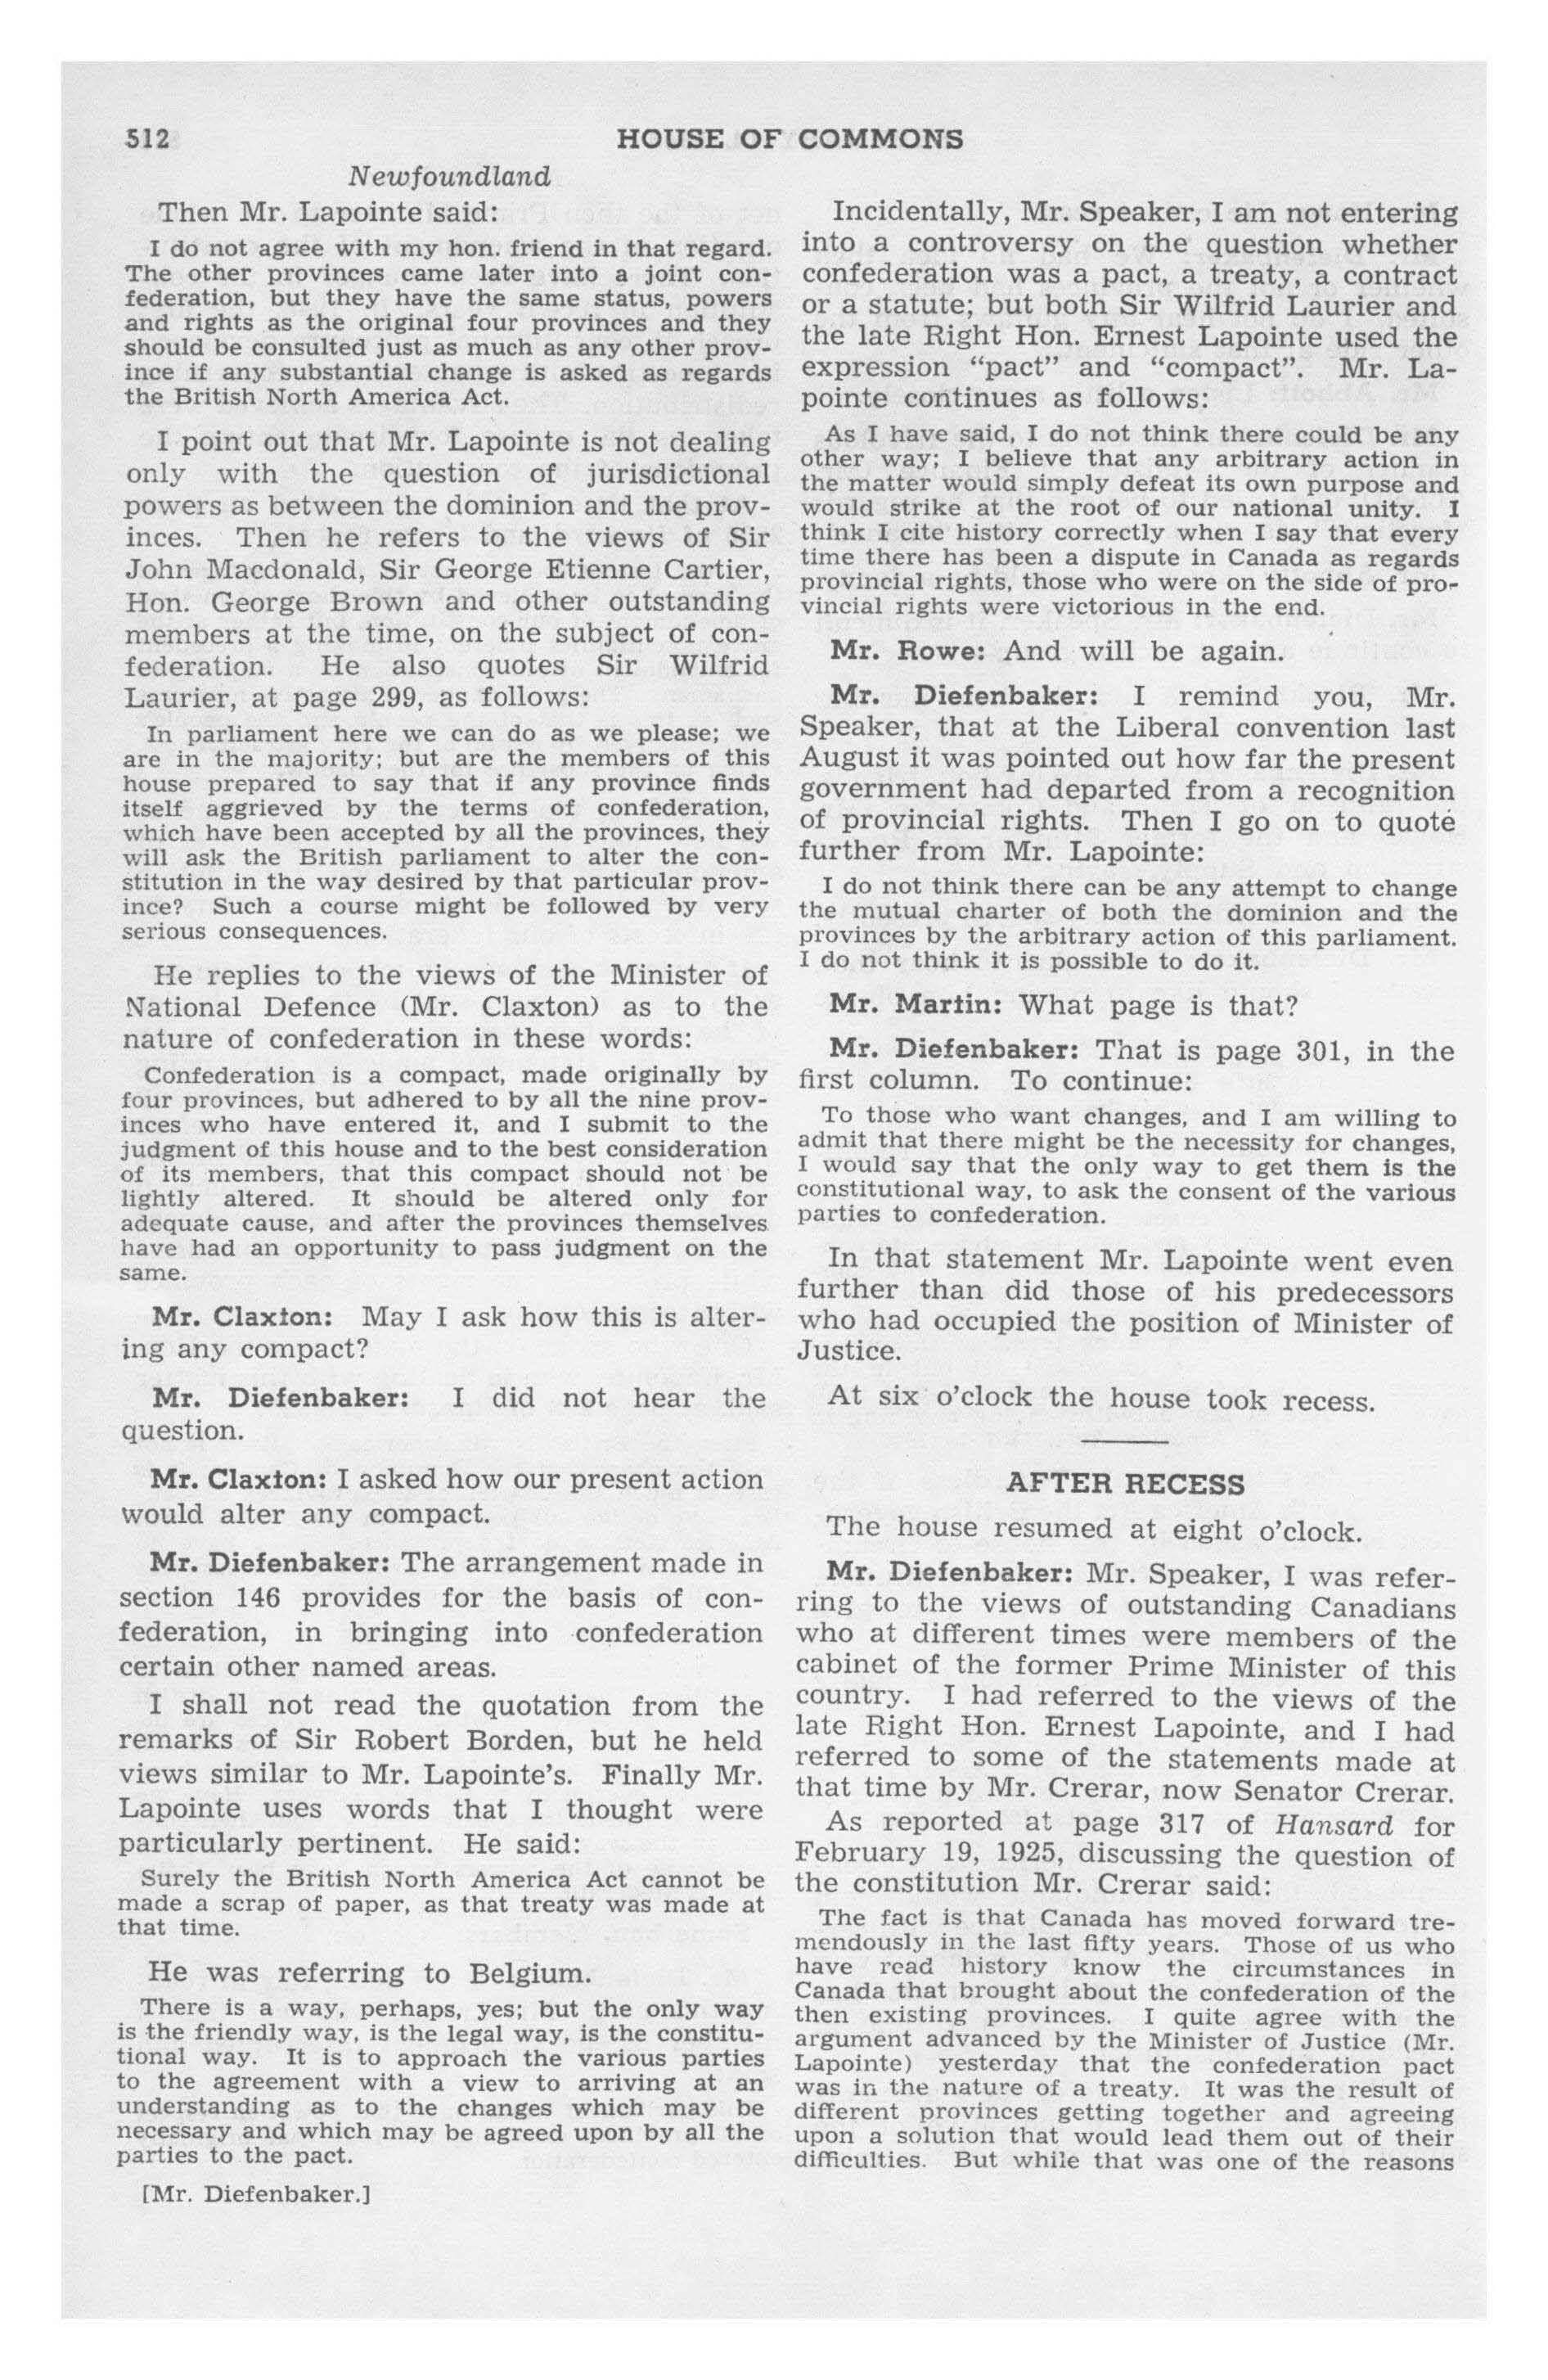 512
HOUSE OF COMMONS
Newfoundland
Then Mr. Lapointe said:
I do not agree with my hon. friend in that regard.
The other provinces came later into a joint con-
federation, but they have the same status, powers
and rights as the original four provinces and they
should be consulted just as much as any other prov-
ince if any substantial change is asked as regards
the British North America Act.
I point out that Mr. Lapointe is not dealing
only with the question of jurisdictional
powers as between the dominion and the prov-
inces. Then he refers to the views of Sir
John Macdonald, Sir George Etienne Cartier,
Hon. George Brown and other outstanding
members at the time, on the subject of con-
federation. He also quotes Sir Wilfrid
Laurier, at page 299, as follows:
In parliament here we can do as we please; we
are in the majority; but are the members of this
house prepared to say that if any province finds
itself aggrieved by the terms of confederation,
which have been accepted by all the provinces, they
will ask the British parliament to alter the con-
stitution in the way desired by that particular prov-
ince? Such a course might be followed by very
serious consequences.
He replies to the views of the Minister of
National Defence (Mr. Claxton) as to the
nature of confederation in these words:
Confederation is a compact, made originally by
four provinces, but adhered to by all the nine prov-
inces who have entered it, and I submit to the
judgment of this house and to the best consideration
of its members, that this compact should not be
lightly altered. It should be altered only for
adequate cause, and after the provinces themselves
have had an opportunity to pass judgment on the
same.
Mr. Claxton: May I ask how this is alter-
ing any compact?
Mr. Diefenbaker: I did not hear the
question.
Mr. Claxton: I asked how our present action
would alter any compact.
Mr. Diefenbaker: The arrangement made in
section 146 provides for the basis of con-
federation, in bringing into confederation
certain other named areas.
I shall not read the quotation from the
remarks of Sir Robert Borden, but he held
views similar to Mr. Lapointe's. Finally Mr.
Lapointe uses words that I thought were
particularly pertinent. He said:
Surely the British North America Act cannot be
made a scrap of paper, as that treaty was made at
that time.
He was referring to Belgium.
There is a way, perhaps, yes; but the only way
is the friendly way, is the legal way, is the constitu-
tional way. It is to approach the various parties
to the agreement with a view to arriving at an
understanding as to the changes which may be
necessary and which may be agreed upon by all the
parties to the pact.
[Mr. Diefenbaker.]
Incidentally, Mr. Speaker, I am not entering
into a controversy on the question whether
confederation was a pact, a treaty, a contract
or a statute; but both Sir Wilfrid Laurier and
the late Right Hon. Ernest Lapointe used the
expression "pact" and "compact". Mr. La-
pointe continues as follows:
As I have said, I do not think there could be any
other way; I believe that any arbitrary action in
the matter would simply defeat its own purpose and
would strike at the root of our national unity. I
think I cite history correctly when I say that every
time there has been a dispute in Canada as regards
provincial rights, those who were on the side of pro-
vincial rights were victorious in the end.
Mr. Rowe: And will be again.
Mr. Diefenbaker: I remind you, Mr.
Speaker, that at the Liberal convention last
August it was pointed out how far the present
government had departed from a recognition
of provincial rights. Then I go on to quote
further from Mr. Lapointe:
I do not think there can be any attempt to change
the mutual charter of both the dominion and the
provinces by the arbitrary action of this parliament.
I do not think it is possible to do it.
Mr. Martin: What page is that?
Mr. Diefenbaker: That is page 301, in the
first column. To continue:
To those who want changes, and I am willing to
admit that there might be the necessity for changes,
I would say that the only way to get them is the
constitutional way, to ask the consent of the various
parties to confederation.
In that statement Mr. Lapointe went even
further than did those of his predecessors
who had occupied the position of Minister of
Justice.
At six o'clock the house took recess.
AFTER RECESS
The house resumed at eight o'clock.
Mr. Diefenbaker: Mr. Speaker, I was refer-
ring to the views of outstanding Canadians
who at different times were members of the
cabinet of the former Prime Minister of this
country. I had referred to the views of the
late Right Hon. Ernest Lapointe, and I had
referred to some of the statements made at
that time by Mr. Crerar, now Senator Crerar.
As reported at page 317 of Hansard for
February 19, 1925, discussing the question of
the constitution Mr. Crerar said:
The fact is that Canada has moved forward tre-
mendously in the last fifty years. Those of us who
have read history know the circumstances in
Canada that brought about the confederation of the
then existing provinces. I quite agree with the
argument advanced by the Minister of Justice (Mr.
Lapointe) yesterday that the confederation pact
was in the nature of a treaty. It was the result of
different provinces getting together and agreeing
upon a solution that would lead them out of their
difficulties. But while that was one of the reasons